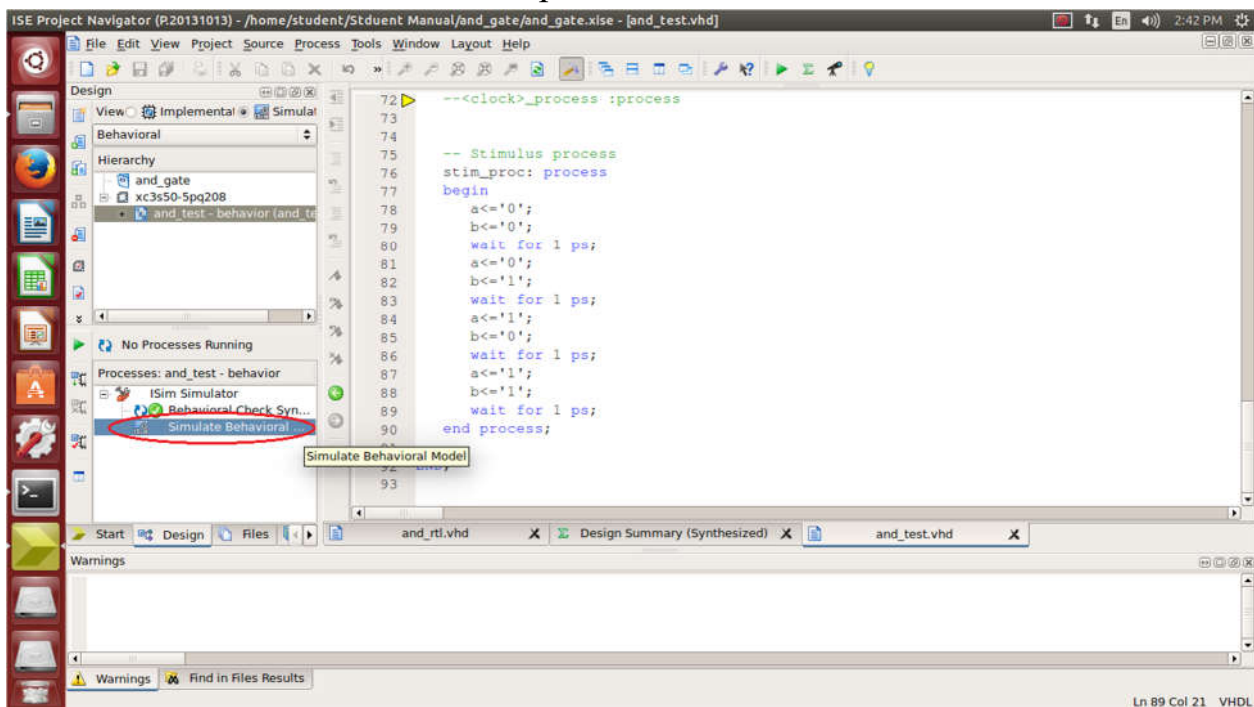 ISE Project Navigator (P.20131013) - /home/student/Stduent Manual/and_gate/and_gate.xise - [and_test.vhd]
En
2:42 PM
File Edit View Project Source Process Tools Window Layout Help
Design
View: Implementat Simulat
Behavioral
Hierarchy
and_gate
xc3s50-5pq208
and_test - behavior (and_te
No Processes Running
Processes: and_test - behavior
ISim Simulator
Behavioral Check Syn...
Simulate Behavioral ...
Simulate Behavioral Model
72 --<clock>_process :process
73
74
75 -- Stimulus process
76 stim_proc: process
77 begin
78 a<='0';
79 b<='0';
80 wait for 1 ps;
81 a<='0';
82 b<='1';
83 wait for 1 ps;
84 a<='1';
85 b<='0';
86 wait for 1 ps;
87 a<='1';
88 b<='1';
89 wait for 1 ps;
90 end process;
93
Start Design Files
and_rtl.vhd
Design Summary (Synthesized)
and_test.vhd
Warnings
Warnings Find in Files Results
Ln 89 Col 21 VHDL